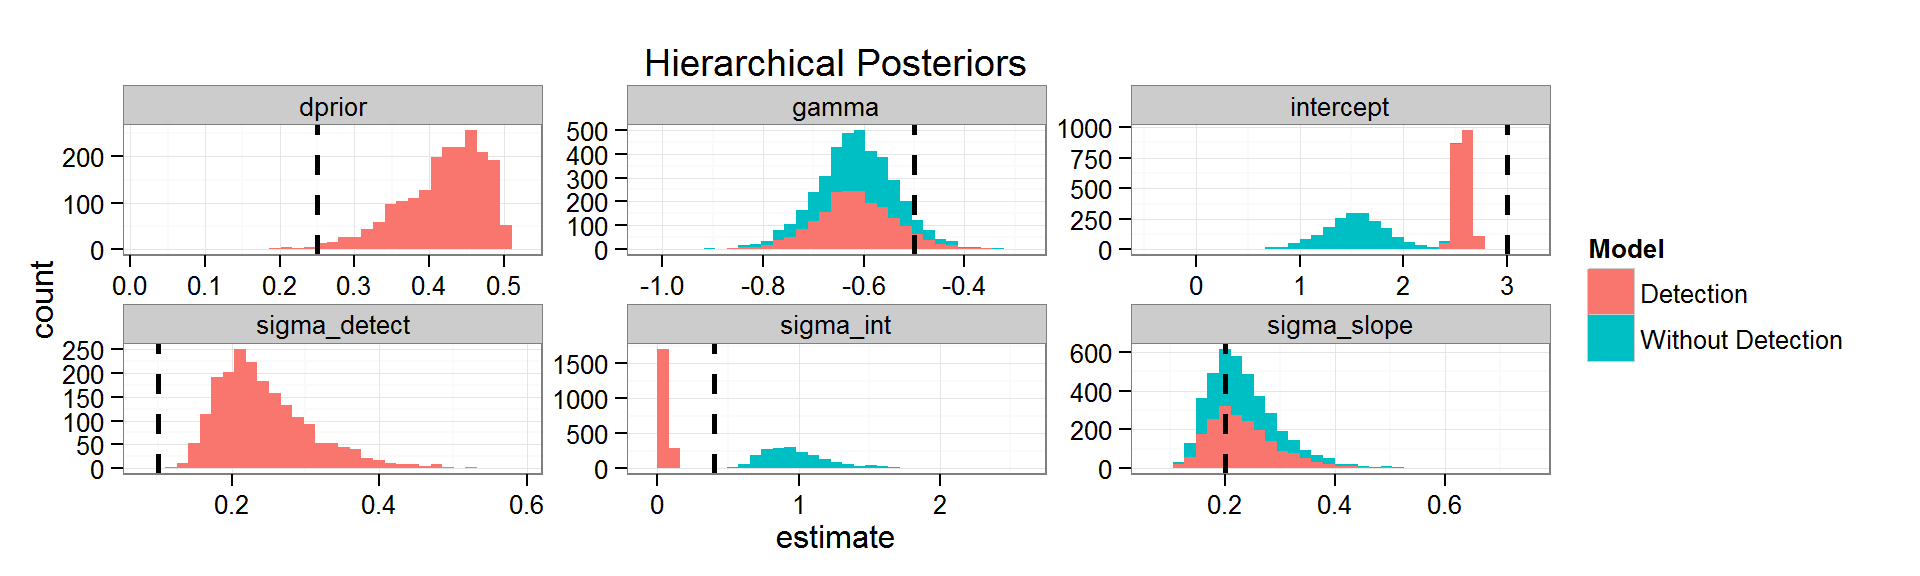 Hierarchical Posteriors
dprior
gamma
intercept
200
100
0
0.0 0.1 0.2 0.3 0.4 0.5
500
400
300
200
100
0
-1.0 -0.8 -0.6 -0.4
1000
750
500
250
0
0 1 2 3
sigma_detect
sigma_int
sigma_slope
250
200
150
100
50
0
0.2 0.4 0.6
1500
1000
500
0
0 1 2
600
400
200
0
0.2 0.4 0.6
count
estimate
Model
Detection
Without Detection